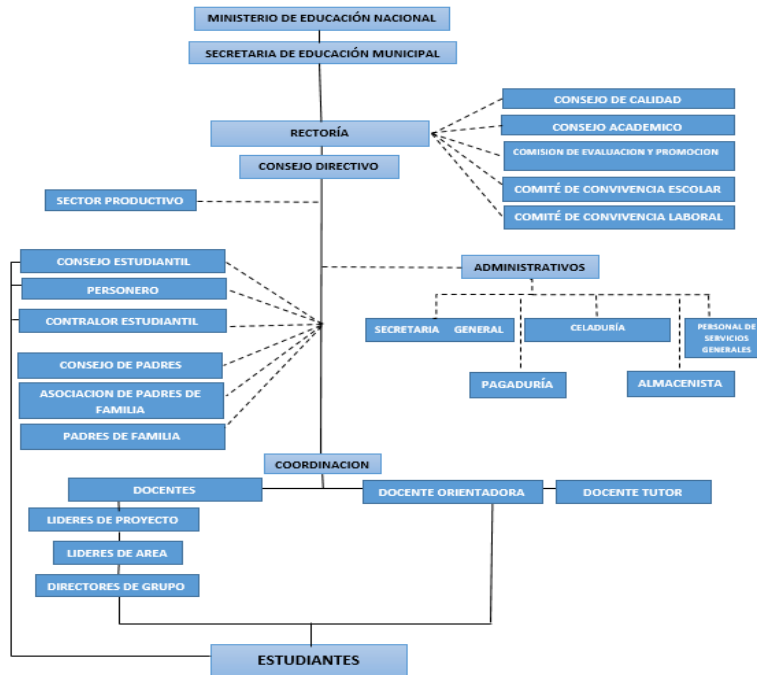 MINISTERIO DE EDUCACIÓN NACIONAL
SECRETARIA DE EDUCACIÓN MUNICIPAL
CONSEJO DE CALIDAD
CONSEJO ACADEMICO
RECTORÍA
COMISION DE EVALUACION Y PROMOCION
CONSEJO DIRECTIVO
COMITÉ DE CONVIVENCIA ESCOLAR
SECTOR PRODUCTIVO
COMITÉ DE CONVIVENCIA LABORAL
CONSEJO ESTUDIANTIL
ADMINISTRATIVOS
PERSONERO
CONTRALOR ESTUDIANTIL
SECRETARIA GENERAL
CELADURÍA
PERSONAL DE
SERVICIOS
GENERALES
CONSEJO DE PADRES
PAGADURÍA
ALMACENISTA
ASOCIACION DE PADRES DE
FAMILIA
PADRES DE FAMILIA
COORDINACION
DOCENTES
DOCENTE ORIENTADORA
DOCENTE TUTOR
LIDERES DE PROYECTO
LIDERES DE AREA
DIRECTORES DE GRUPO
ESTUDIANTES